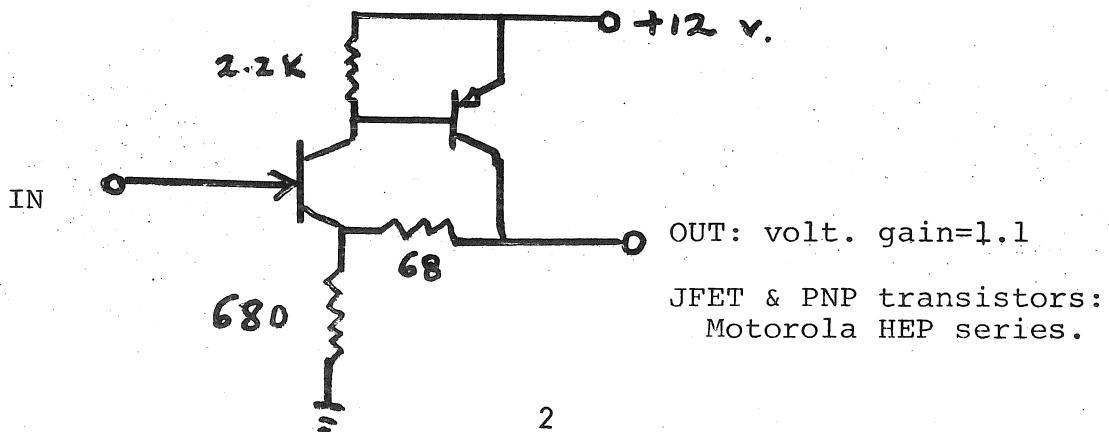 +12 v.
2.2K
IN
68
OUT: volt. gain=1.1
680
JFET & PNP transistors:
Motorola HEP series.
2